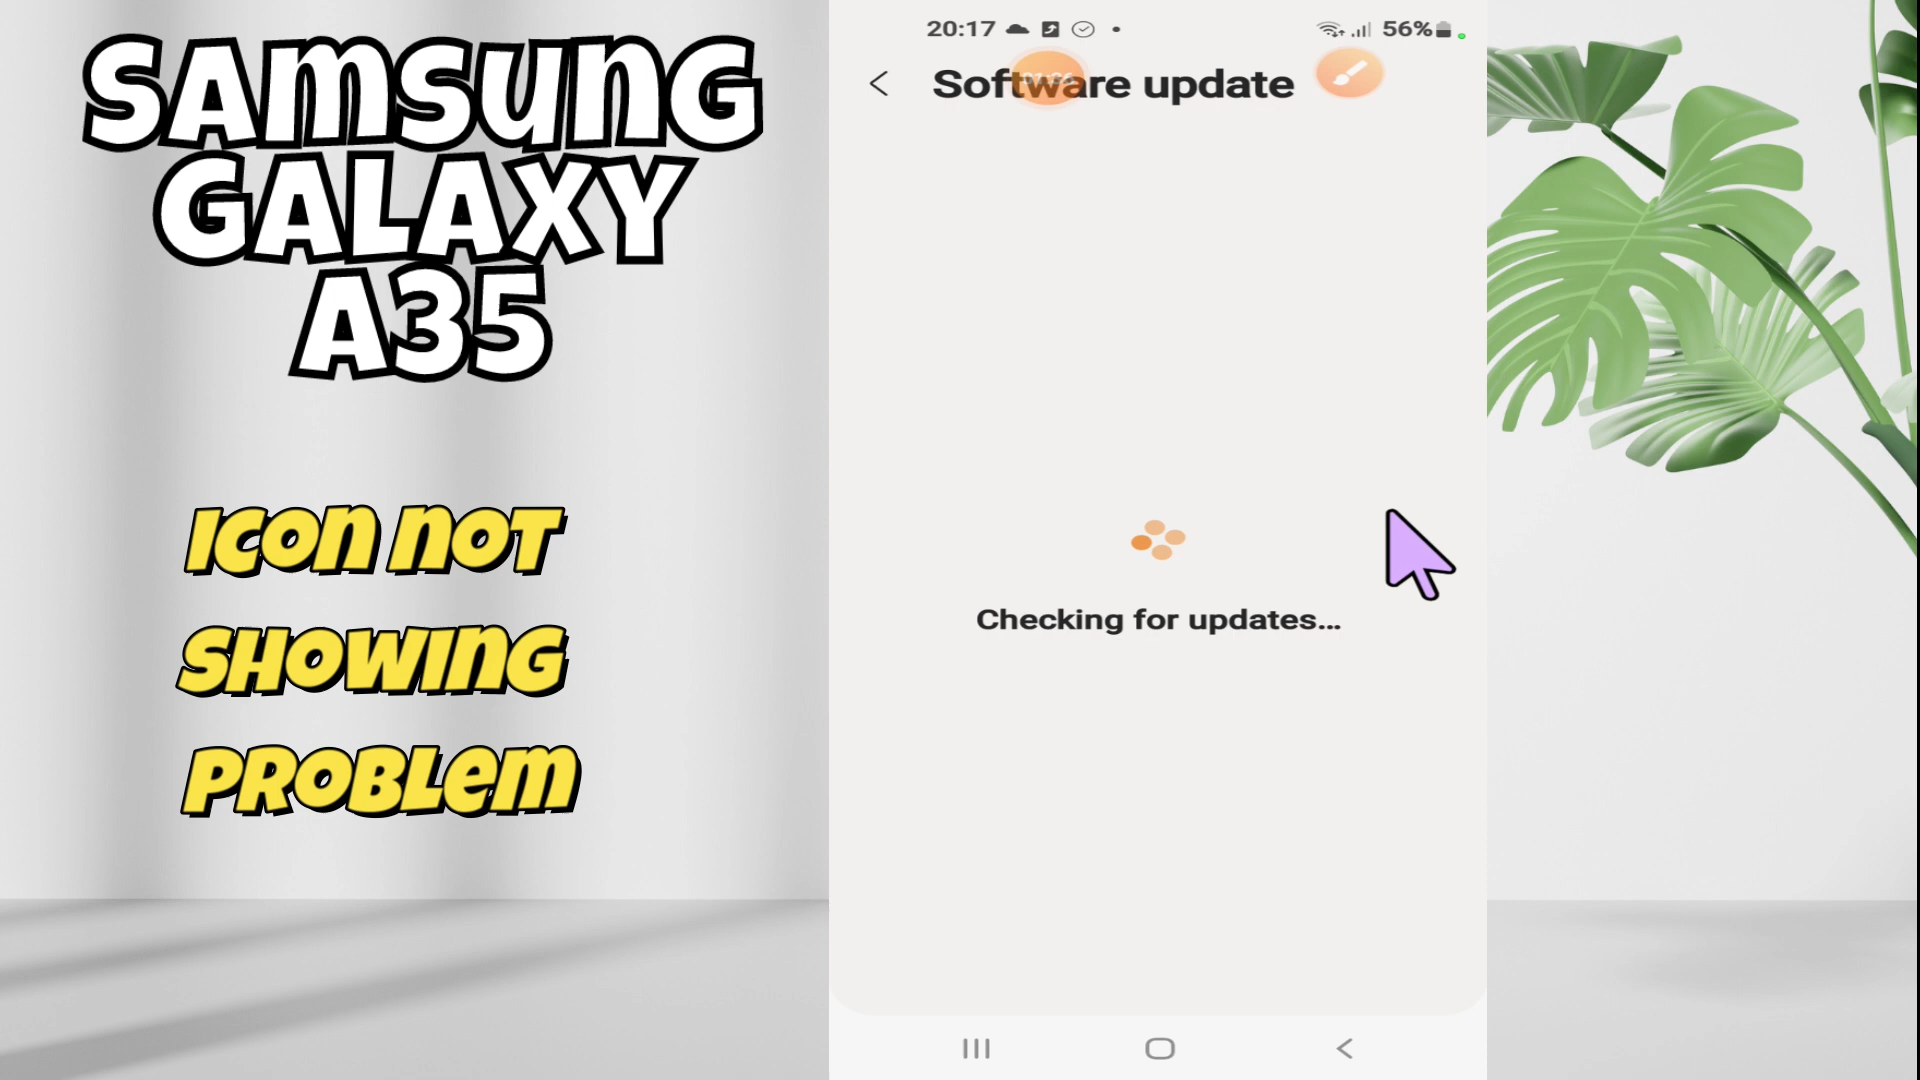 SAMSUNG
GALAXY
A35
ICON NOT
SHOWING
PROBLEM
20:17
56%
Software update
Checking for updates...